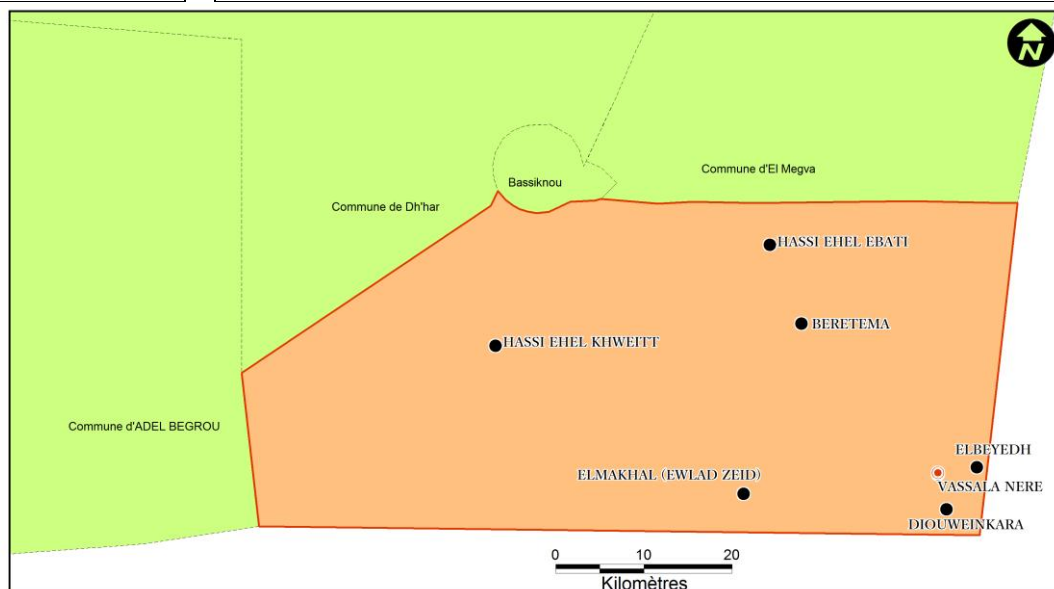 N
Bassiknou
Commune d'El Megva
Commune de Dh'har
HASSI EHEL EBATI
BERETEMA
HASSI EHEL KHWEITT
Commune d'ADEL BEGROU
ELBEYEDH
ELMAKHAL (EWLAD ZEID)
VASSALA NERE
DIOUWEINKARA
0 10 20
Kilomètres